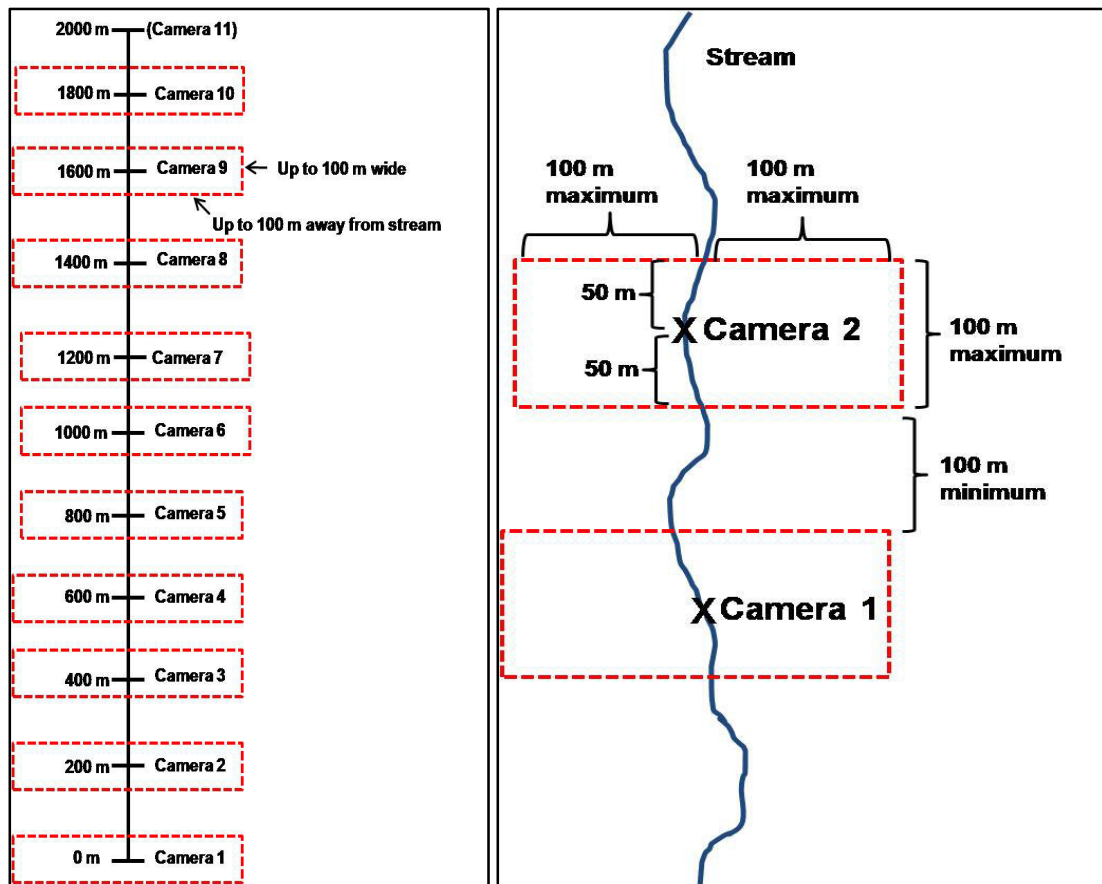 2000 m (Camera 11)
1800 m Camera 10
1600 m Camera 9
Up to 100 m wide
Up to 100 m away from stream
1400 m Camera 8
1200 m Camera 7
1000 m Camera 6
800 m Camera 5
600 m Camera 4
400 m Camera 3
200 m Camera 2
0 m Camera 1
Stream
100 m
maximum
100 m
maximum
50 m
X Camera 2
50 m
100 m
maximum
100 m
minimum
X Camera 1